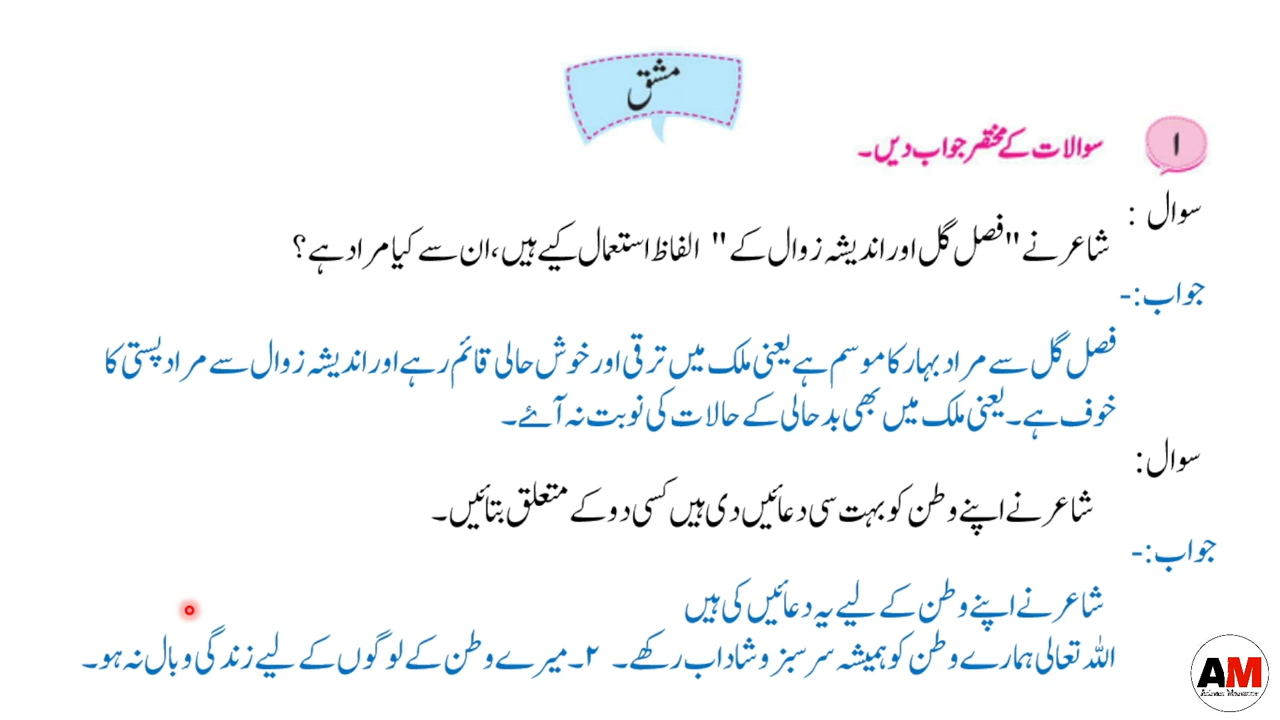 مشق
۱ سوالات کے مختصر جواب دیں۔
سوال :
شاعر نے "فصل گل اور اندیشہ زوال کے " الفاظ استعمال کیے ہیں، ان سے کیا مراد ہے؟
جواب:-
فصل گل سے مراد بہار کا موسم ہے یعنی ملک میں ترقی اور خوش حالی قائم رہے اور اندیشہ زوال سے مراد پستی کا
خوف ہے۔ یعنی ملک میں بھی بدحالی کے حالات کی نوبت نہ آئے۔
سوال:
شاعر نے اپنے وطن کو بہت سی دعائیں دی ہیں کسی دو کے متعلق بتائیں۔
جواب:-
شاعر نے اپنے وطن کے لیے یہ دعائیں کی ہیں
اللہ تعالی ہمارے وطن کو ہمیشہ سرسبز و شاداب رکھے۔ ۲۔ میرے وطن کے لوگوں کے لیے زندگی وبال نہ ہو۔
AM